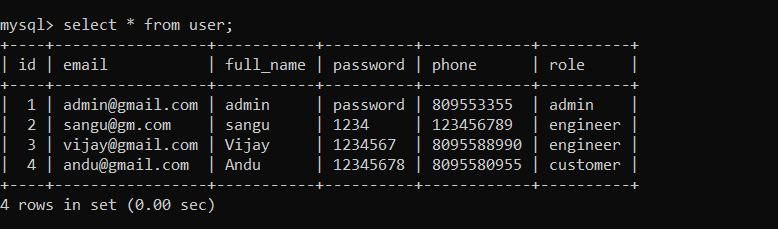 mysql> select * from user;
+----+-----------------+-----------+----------+------------+----------+
| id | email           | full_name | password | phone      | role     |
+----+-----------------+-----------+----------+------------+----------+
|  1 | admin@gmail.com | admin     | password | 809553355  | admin    |
|  2 | sangu@gm.com    | sangu     | 1234     | 123456789  | engineer |
|  3 | vijay@gmail.com | Vijay     | 1234567  | 8095588990 | engineer |
|  4 | andu@gmail.com  | Andu      | 12345678 | 8095580955 | customer |
+----+-----------------+-----------+----------+------------+----------+
4 rows in set (0.00 sec)